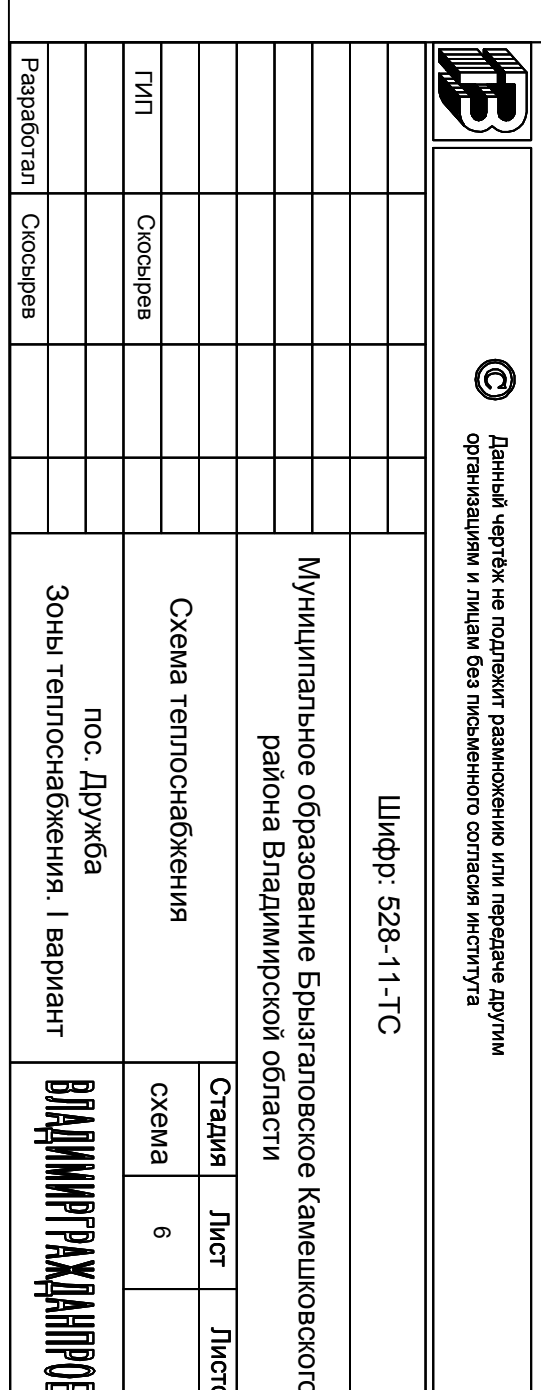 © Данный чертёж не подлежит размножению или передаче другим
организациям и лицам без письменного согласия института
Шифр: 528-11-ТС
Муниципальное образование Брызгаловское Камешковского
района Владимирской области
Схема теплоснабжения
Стадия Лист
схема 6
ГИП Скосырев
Разработал Скосырев
пос. Дружба
Зоны теплоснабжения. I вариант